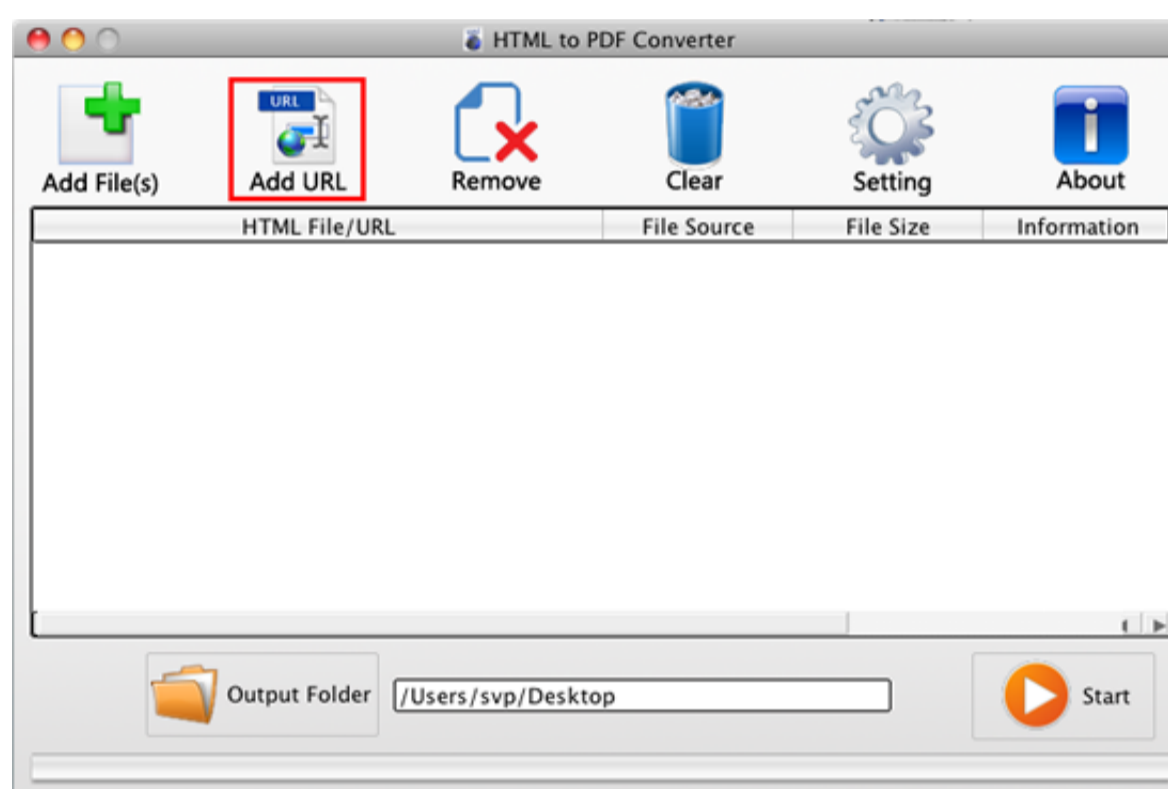 HTML to PDF Converter
URL
Add File(s) Add URL Remove Clear Setting About
HTML File/URL File Source File Size Information
Output Folder /Users/svp/Desktop Start